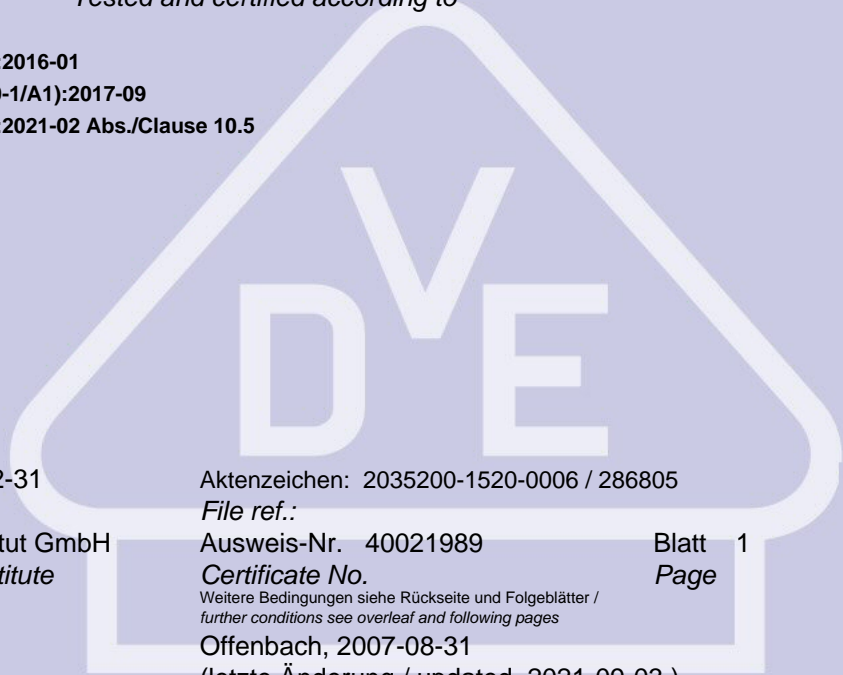 Tested and certified according to
:2016-01
-1/A1):2017-09
:2021-02 Abs./Clause 10.5
VDE
2-31
Aktenzeichen: 2035200-1520-0006 / 286805
File ref.:
tut GmbH
Ausweis-Nr. 40021989 Blatt 1
titute
Certificate No. Page
Weitere Bedingungen siehe Rückseite und Folgeblätter /
further conditions see overleaf and following pages
Offenbach, 2007-08-31
(letzte Änderung / updated 2021-09-03 )